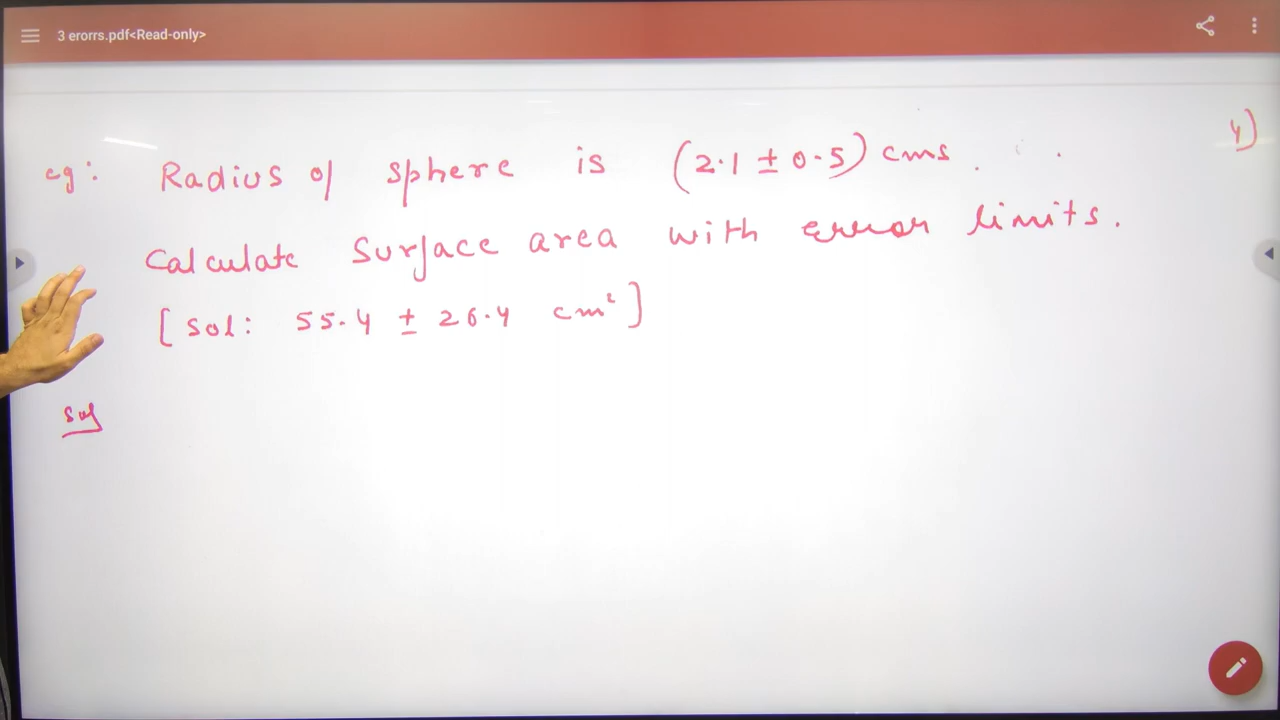 3 erorrs.pdf<Read-only>
4)
eg: Radius of sphere is (2.1 ± 0.5) cms.
Calculate Surface area with error limits.
[Sol: 55.4 ± 26.4 cm²]
Sol